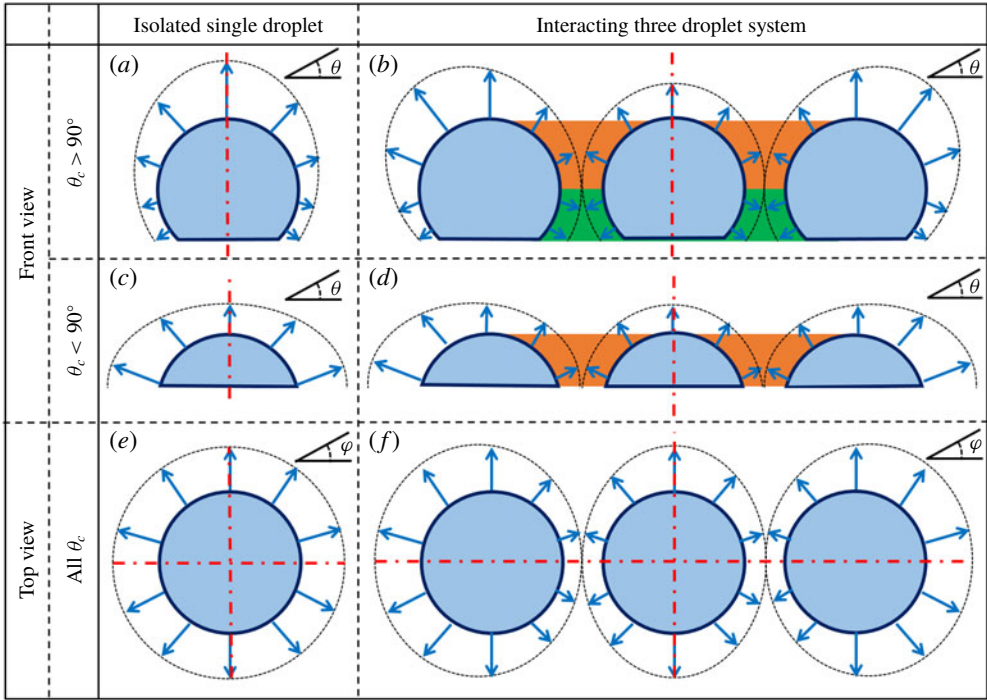 Isolated single droplet
Interacting three droplet system
Front view
θc > 90°
(a)
θ
(b)
θ
θc < 90°
(c)
θ
(d)
θ
Top view
All θc
(e)
φ
(f)
φ